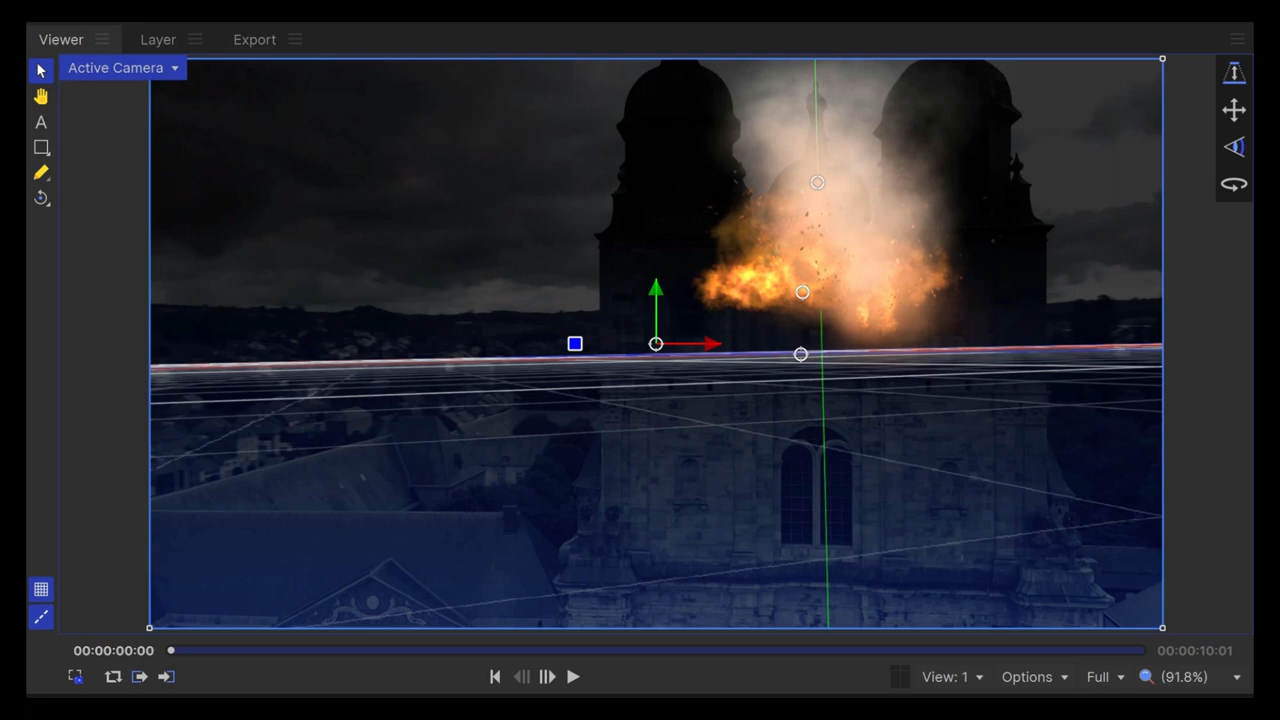 Viewer Layer Export
Active Camera
A
00:00:00:00 00:00:10:01
View: 1 Options Full (91.8%)